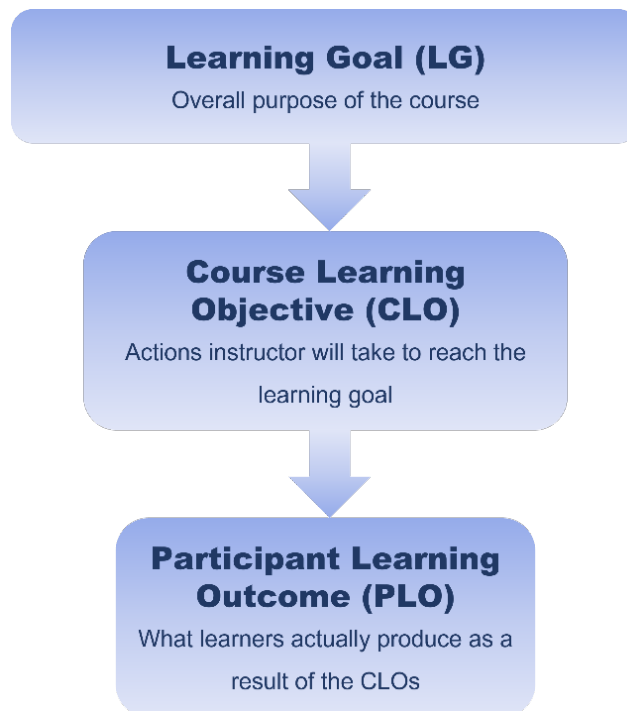 Learning Goal (LG)
Overall purpose of the course
Course Learning
Objective (CLO)
Actions instructor will take to reach the
learning goal
Participant Learning
Outcome (PLO)
What learners actually produce as a
result of the CLOs